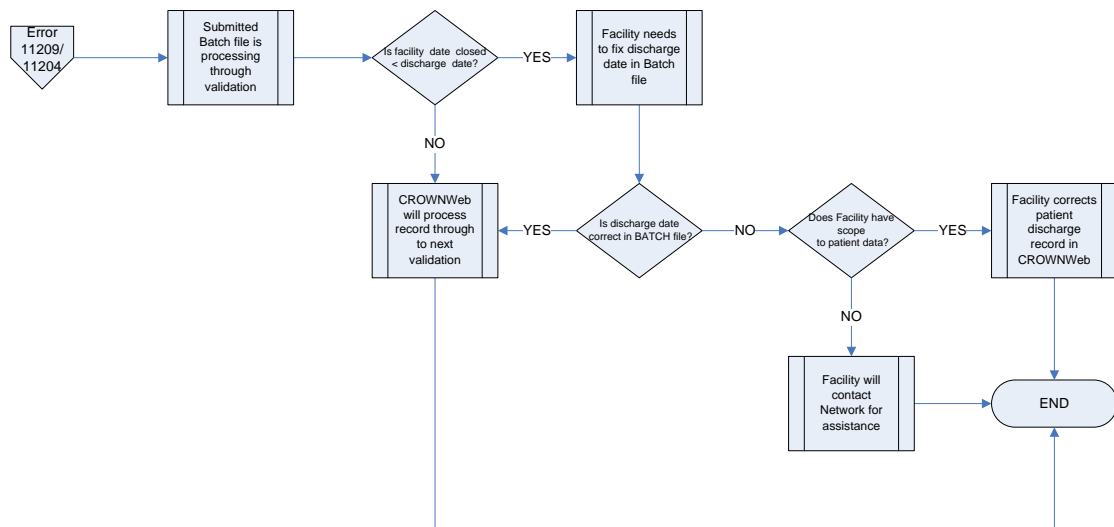 Error
11209/
11204
Submitted
Batch file is
processing
through
validation
Is facility date closed
< discharge date?
YES
Facility needs
to fix discharge
date in Batch
file
NO
CROWNWeb
will process
record through
to next
validation
YES
Is discharge date
correct in BATCH file?
NO
Does Facility have
scope
to patient data?
YES
Facility corrects
patient
discharge
record in
CROWNWeb
NO
Facility will
contact
Network for
assistance
END